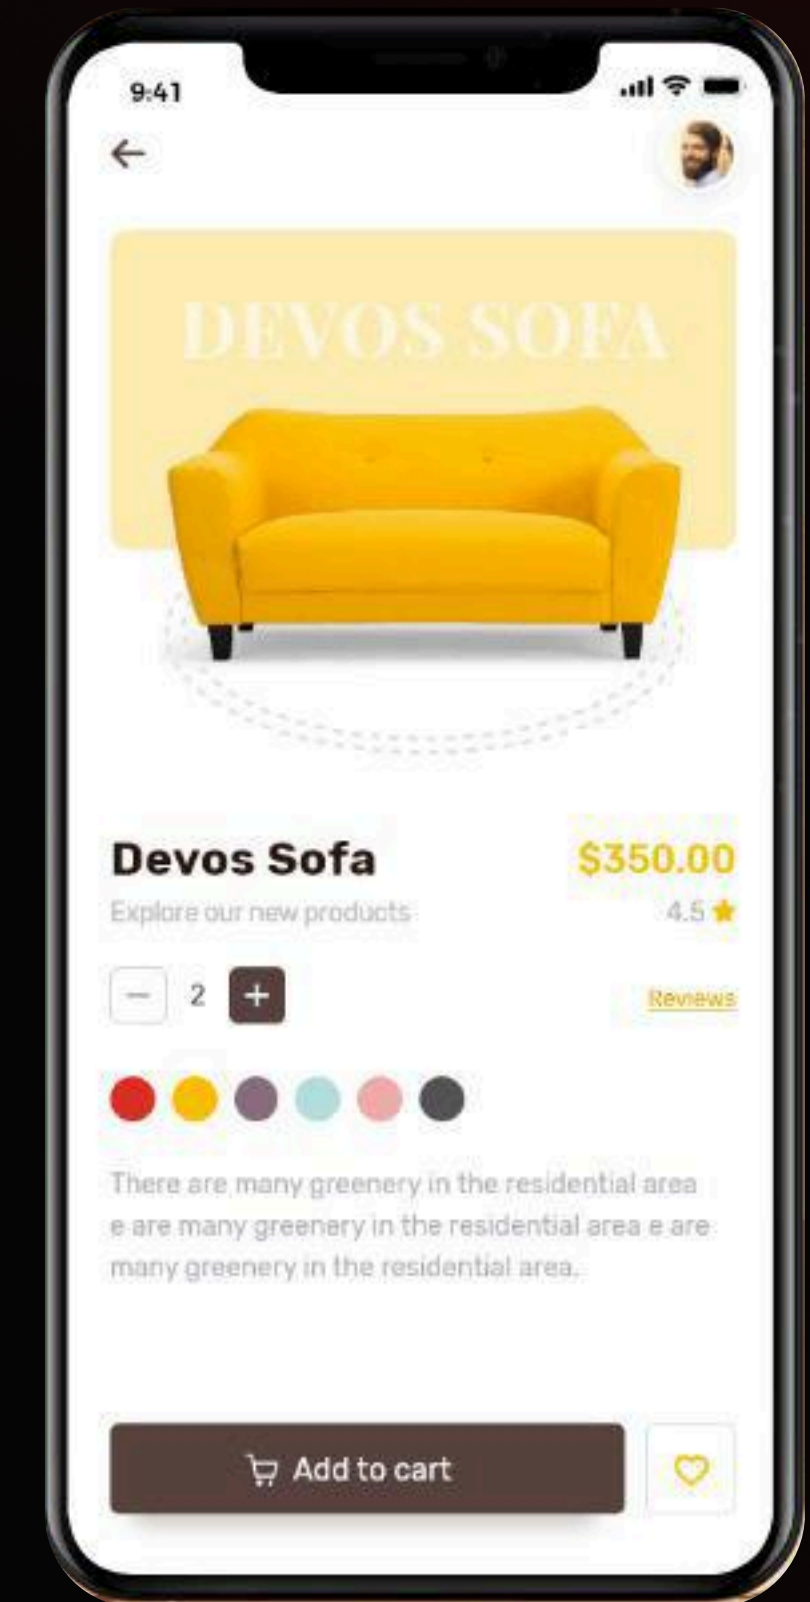 9:41
DEVOS SOFA
Devos Sofa
$350.00
Explore our new products
4.5
2
Reviews
There are many greenery in the residential area
e are many greenery in the residential area e are
many greenery in the residential area.
Add to cart